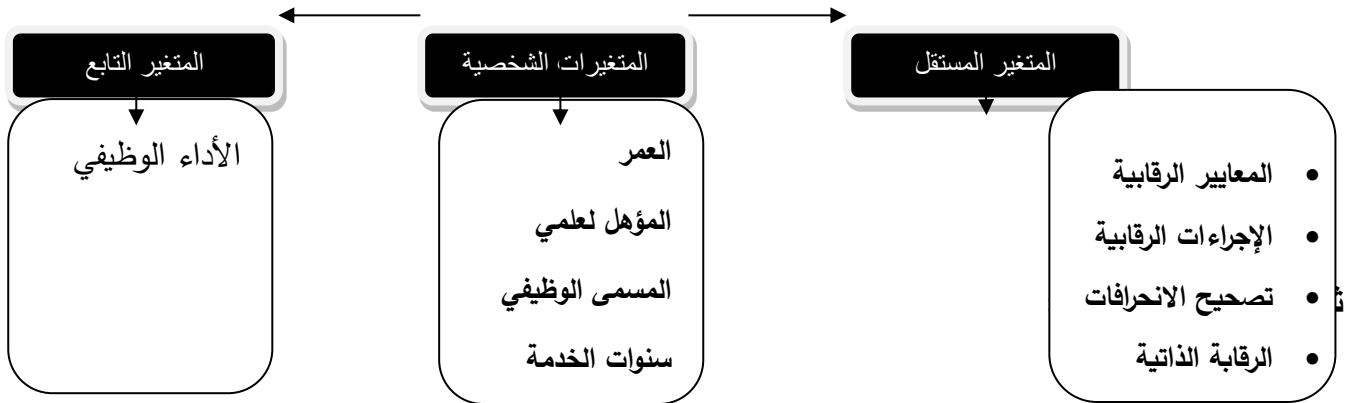 المتغير المستقل
المتغيرات الشخصية
المتغير التابع
• المعايير الرقابية
• الإجراءات الرقابية
• تصحيح الانحرافات
• الرقابة الذاتية
العمر
المؤهل لعلمي
المسمى الوظيفي
سنوات الخدمة
الأداء الوظيفي